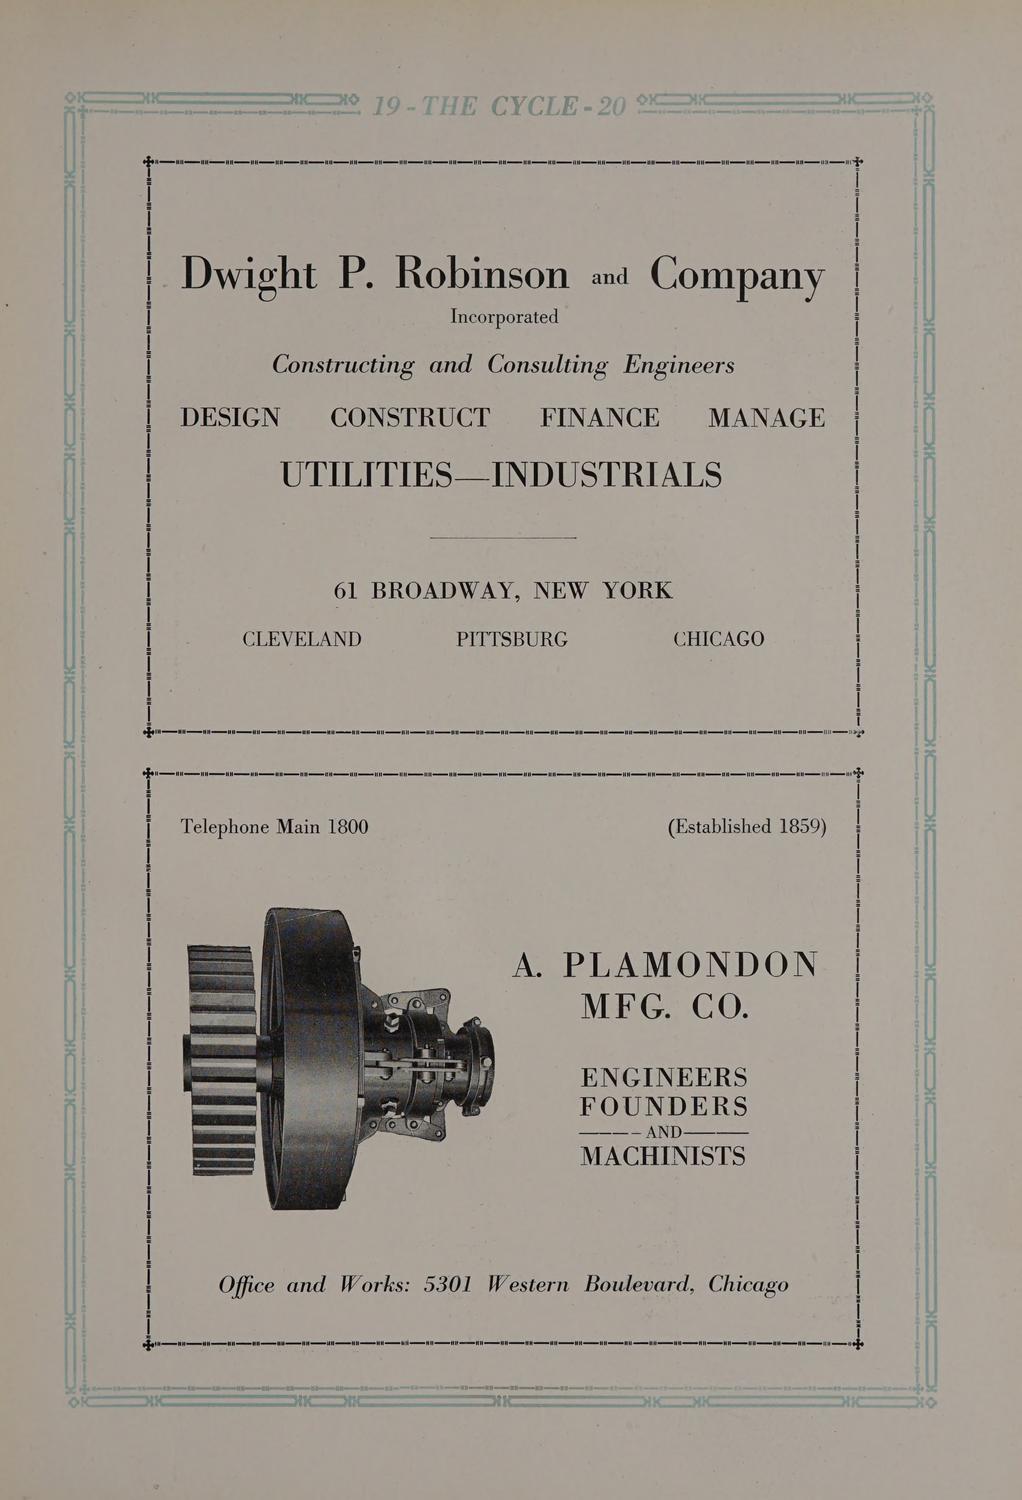 19-THE CYCLE-20
Dwight P. Robinson and Company
Incorporated
Constructing and Consulting Engineers
DESIGN CONSTRUCT FINANCE MANAGE
UTILITIES—INDUSTRIALS
61 BROADWAY, NEW YORK
CLEVELAND PITTSBURG CHICAGO
Telephone Main 1800 (Established 1859)
A. PLAMONDON
MFG. CO.
ENGINEERS
FOUNDERS
AND
MACHINISTS
Office and Works: 5301 Western Boulevard, Chicago